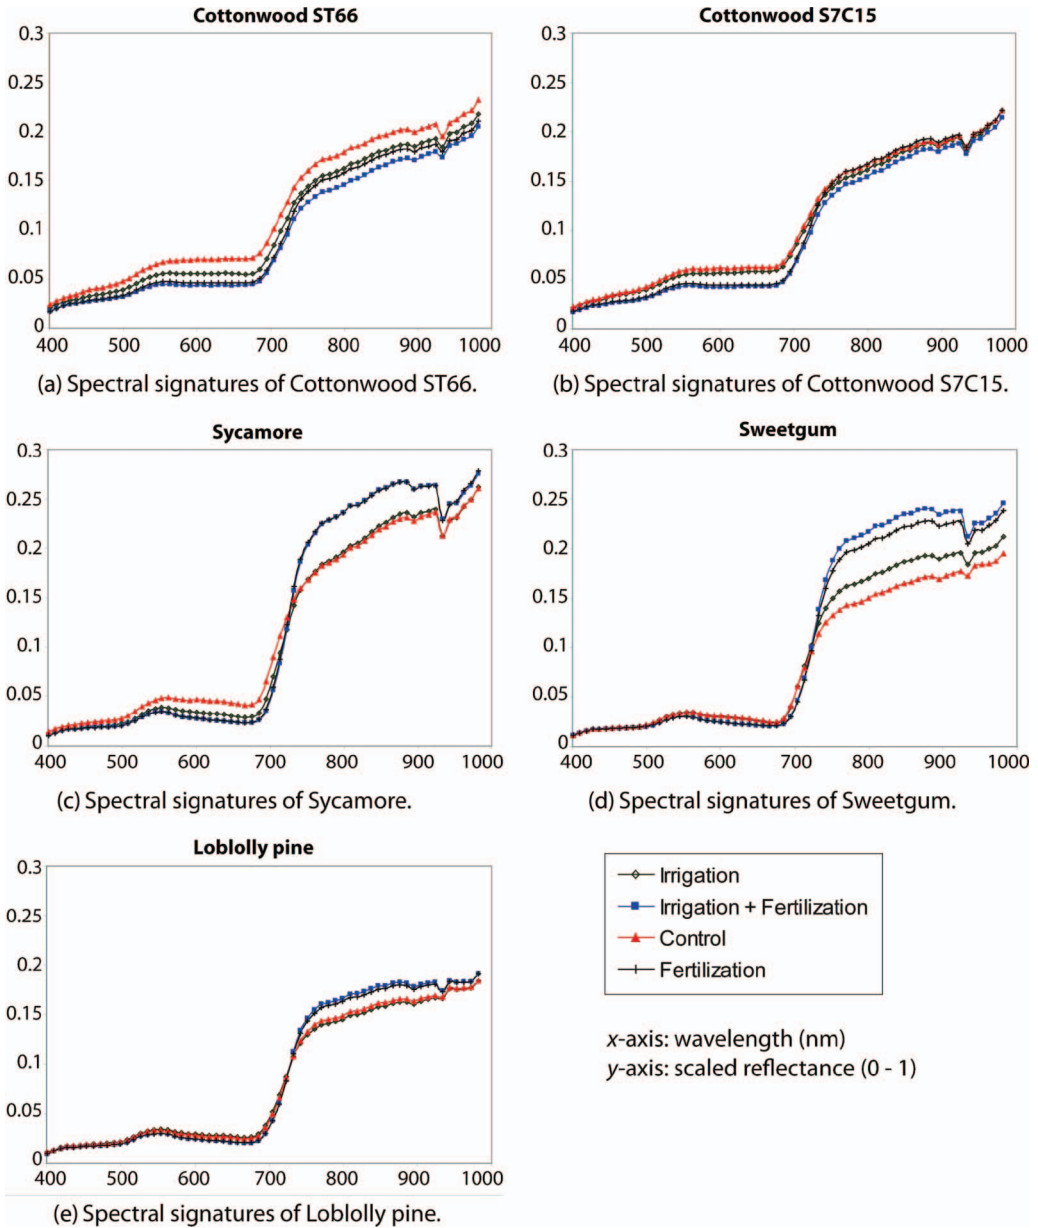 Cottonwood ST66
0.3
0.25
0.2
0.15
0.1
0.05
0
400 500 600 700 800 900 1000
(a) Spectral signatures of Cottonwood ST66.
Cottonwood S7C15
0.3
0.25
0.2
0.15
0.1
0.05
0
400 500 600 700 800 900 1000
(b) Spectral signatures of Cottonwood S7C15.
Sycamore
0.3
0.25
0.2
0.15
0.1
0.05
0
400 500 600 700 800 900 1000
(c) Spectral signatures of Sycamore.
Sweetgum
0.3
0.25
0.2
0.15
0.1
0.05
0
400 500 600 700 800 900 1000
(d) Spectral signatures of Sweetgum.
Loblolly pine
0.3
0.25
0.2
0.15
0.1
0.05
0
400 500 600 700 800 900 1000
(e) Spectral signatures of Loblolly pine.
Irrigation
Irrigation + Fertilization
Control
Fertilization
x-axis: wavelength (nm)
y-axis: scaled reflectance (0 - 1)